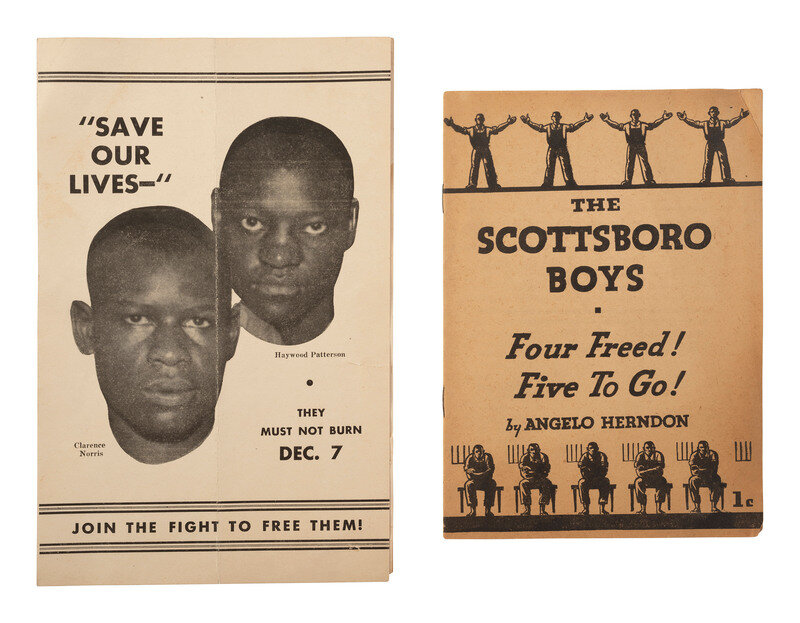 "SAVE
OUR
LIVES—"
Haywood Patterson
Clarence
Norris
THEY
MUST NOT BURN
DEC. 7
JOIN THE FIGHT TO FREE THEM!
THE
SCOTTSBORO
BOYS
Four Freed!
Five To Go!
by ANGELO HERNDON
1c